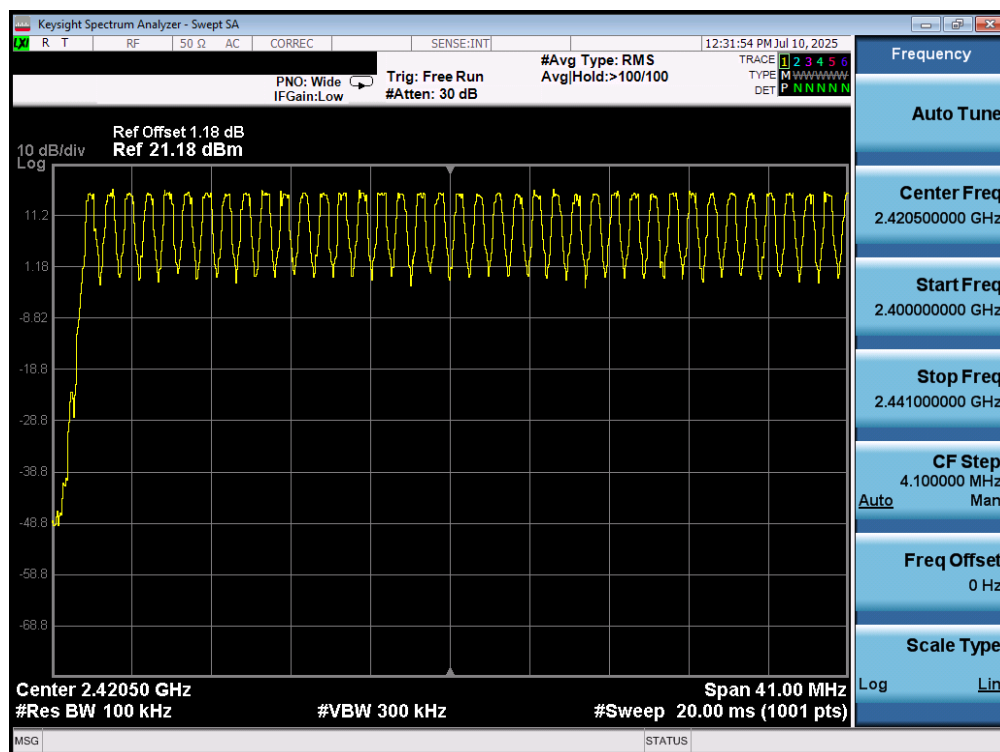 Keysight Spectrum Analyzer - Swept SA
LXI R T RF 50 Ω AC CORREC SENSE:INT 12:31:54 PM Jul 10, 2025
PNO: Wide
IFGain:Low
Trig: Free Run
#Atten: 30 dB
#Avg Type: RMS
Avg|Hold:>100/100
TRACE 1 2 3 4 5 6
TYPE M WWWWW
DET P N N N N N
Ref Offset 1.18 dB
10 dB/div Ref 21.18 dBm
Log
11.2
1.18
-8.82
-18.8
-28.8
-38.8
-48.8
-58.8
-68.8
Center 2.42050 GHz Span 41.00 MHz
#Res BW 100 kHz #VBW 300 kHz #Sweep 20.00 ms (1001 pts)
MSG STATUS
Frequency
Auto Tune
Center Freq
2.420500000 GHz
Start Freq
2.400000000 GHz
Stop Freq
2.441000000 GHz
CF Step
4.100000 MHz
Auto Man
Freq Offset
0 Hz
Scale Type
Log Lin